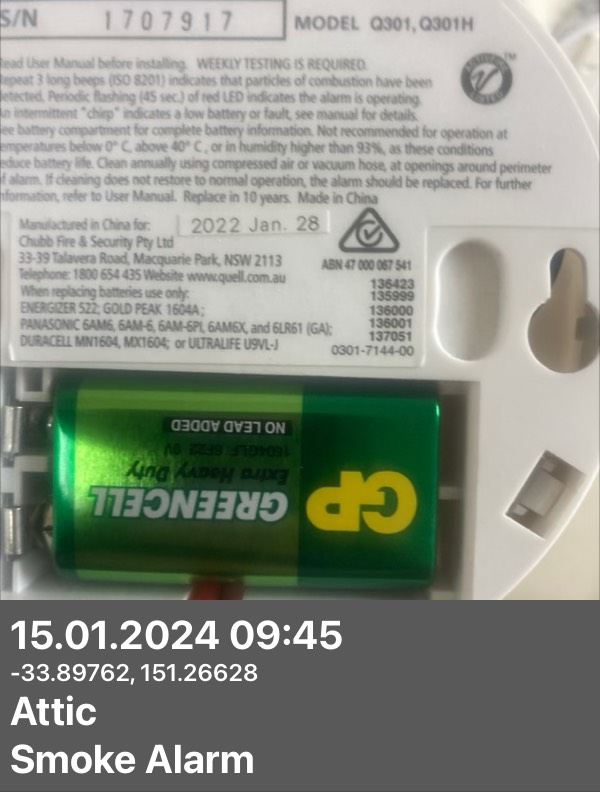 S/N 1707917 MODEL Q301, Q301H
Read User Manual before installing. WEEKLY TESTING IS REQUIRED.
Repeat 3 long beeps (ISO 8201) indicates that particles of combustion have been
detected. Periodic flashing (45 sec.) of red LED indicates the alarm is operating.
An intermittent "chirp" indicates a low battery or fault, see manual for details.
See battery compartment for complete battery information. Not recommended for operation at
temperatures below 0° C, above 40° C, or in humidity higher than 93%, as these conditions
reduce battery life. Clean annually using compressed air or vacuum hose, at openings around perimeter
of alarm. If cleaning does not restore to normal operation, the alarm should be replaced. For further
information, refer to User Manual. Replace in 10 years. Made in China
Manufactured in China for: 2022 Jan. 28
Chubb Fire & Security Pty Ltd
33-39 Talavera Road, Macquarie Park, NSW 2113
Telephone: 1800 654 435 Website www.quell.com.au
When replacing batteries use only:
ENERGIZER 522; GOLD PEAK 1604A;
PANASONIC 6AM6, 6AM-6, 6AM-6PI, 6AM6X, and 6LR61 (GA);
DURACELL MN1604, MX1604; or ULTRALIFE U9VL-J
ABN 47 000 067 541
136423
135999
136000
136001
137051
0301-7144-00
GP
GREENCELL
Extra Heavy Duty
1604GLF 6F22 9V
NO LEAD ADDED
15.01.2024 09:45
-33.89762, 151.26628
Attic
Smoke Alarm